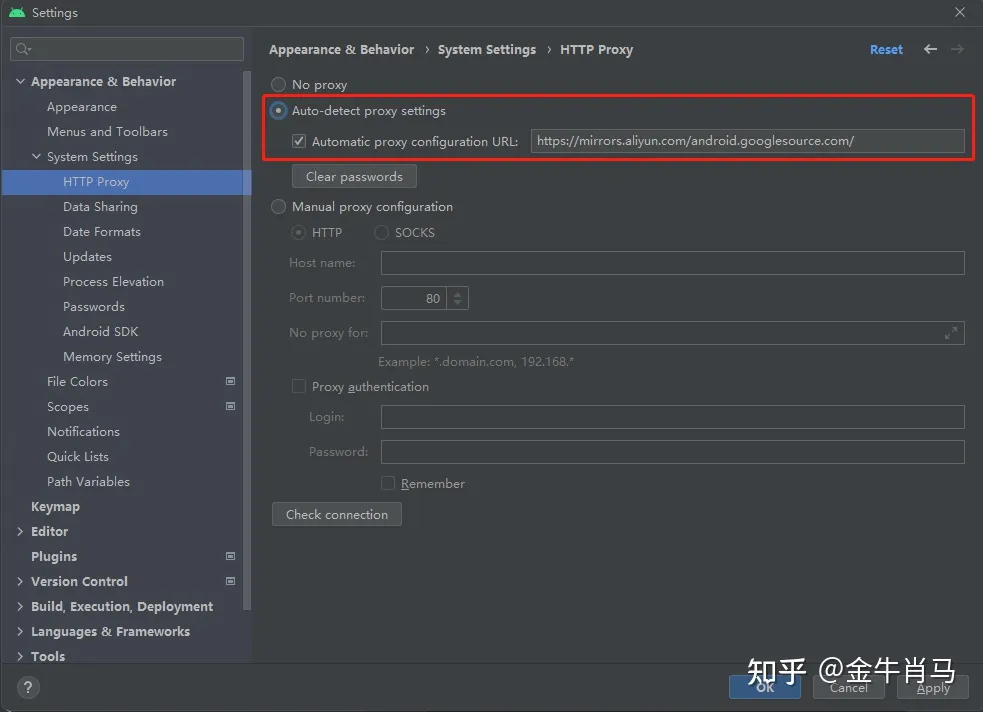 Settings
Appearance & Behavior
Appearance
Menus and Toolbars
System Settings
HTTP Proxy
Data Sharing
Date Formats
Updates
Process Elevation
Passwords
Android SDK
Memory Settings
File Colors
Scopes
Notifications
Quick Lists
Path Variables
Keymap
Editor
Plugins
Version Control
Build, Execution, Deployment
Languages & Frameworks
Tools
?
Appearance & Behavior › System Settings › HTTP Proxy
Reset
No proxy
Auto-detect proxy settings
Automatic proxy configuration URL: https://mirrors.aliyun.com/android.googlesource.com/
Clear passwords
Manual proxy configuration
HTTP SOCKS
Host name:
Port number: 80
No proxy for:
Example: *.domain.com, 192.168.*
Proxy authentication
Login:
Password:
Remember
Check connection
知乎 @金牛肖马
OK Cancel Apply